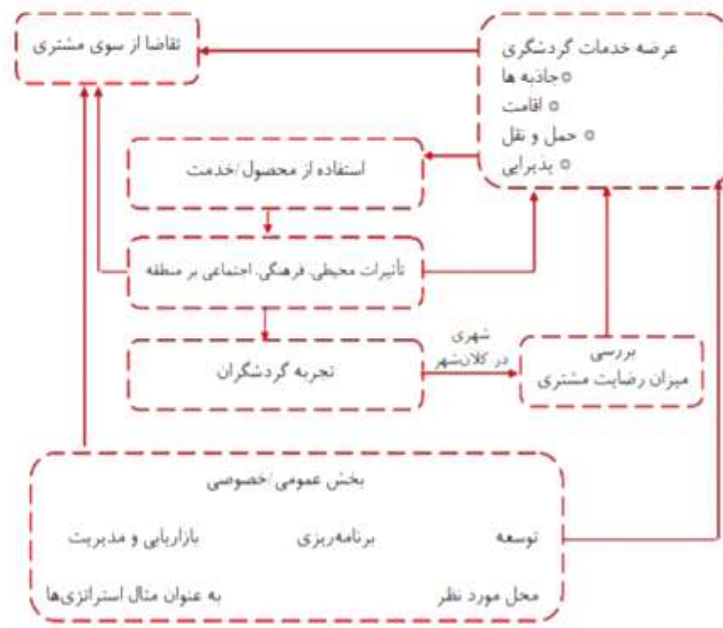 عرضه خدمات گردشگری
جاذبه ها
اقامت
حمل و نقل
پذیرایی
تقاضا از سوی مشتری
استفاده از محصول/خدمت
تأثیرات محیطی، فرهنگی، اجتماعی بر منطقه
تجربه گردشگران
شهری
در کلان‌شهر
بررسی
میزان رضایت مشتری
بخش عمومی/خصوصی
توسعه برنامه‌ریزی بازاریابی و مدیریت
محل مورد نظر به عنوان مثال استراتژی‌ها